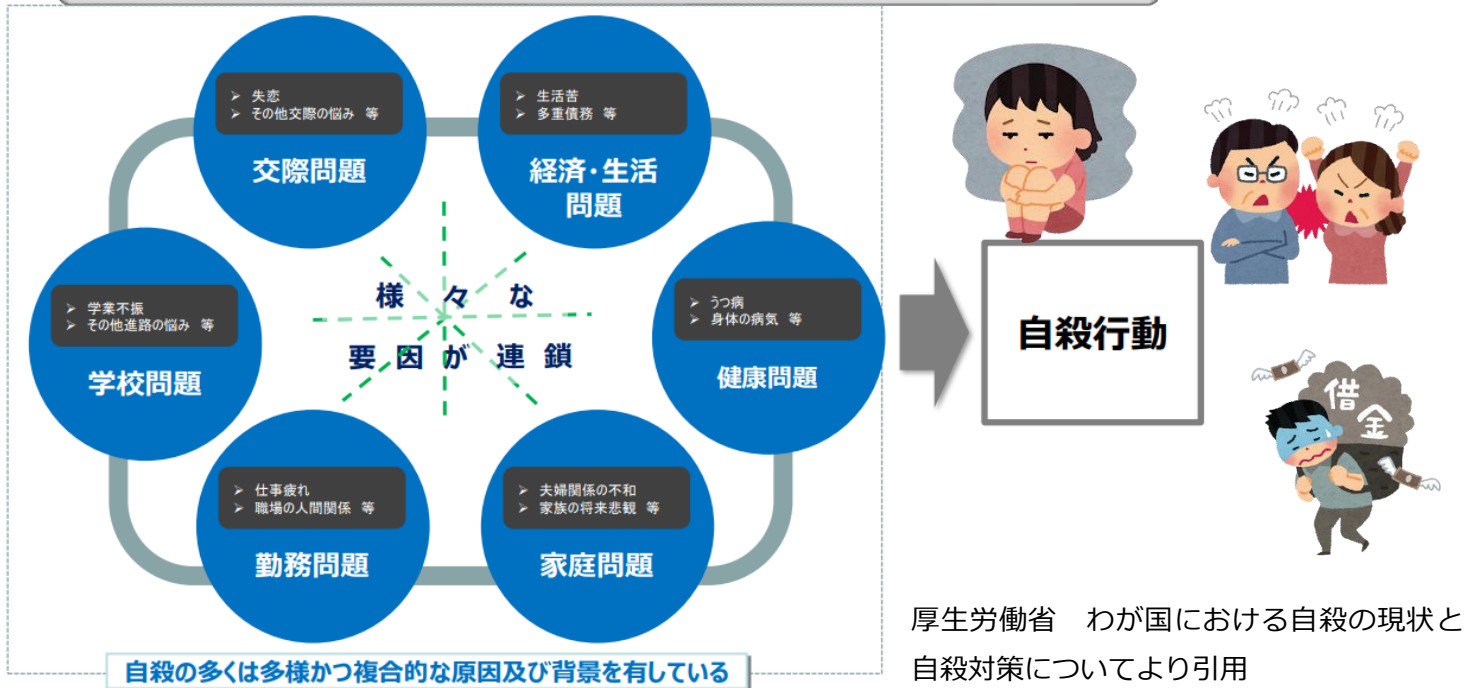 ➢ 失恋
➢ その他交際の悩み 等
交際問題
➢ 生活苦
➢ 多重債務 等
経済・生活
問題
➢ 学業不振
➢ その他進路の悩み 等
学校問題
様々な
要因が連鎖
➢ うつ病
➢ 身体の病気 等
健康問題
➢ 仕事疲れ
➢ 職場の人間関係 等
勤務問題
➢ 夫婦関係の不和
➢ 家族の将来悲観 等
家庭問題
自殺の多くは多様かつ複合的な原因及び背景を有している
自殺行動
借金
厚生労働省　わが国における自殺の現状と
自殺対策についてより引用